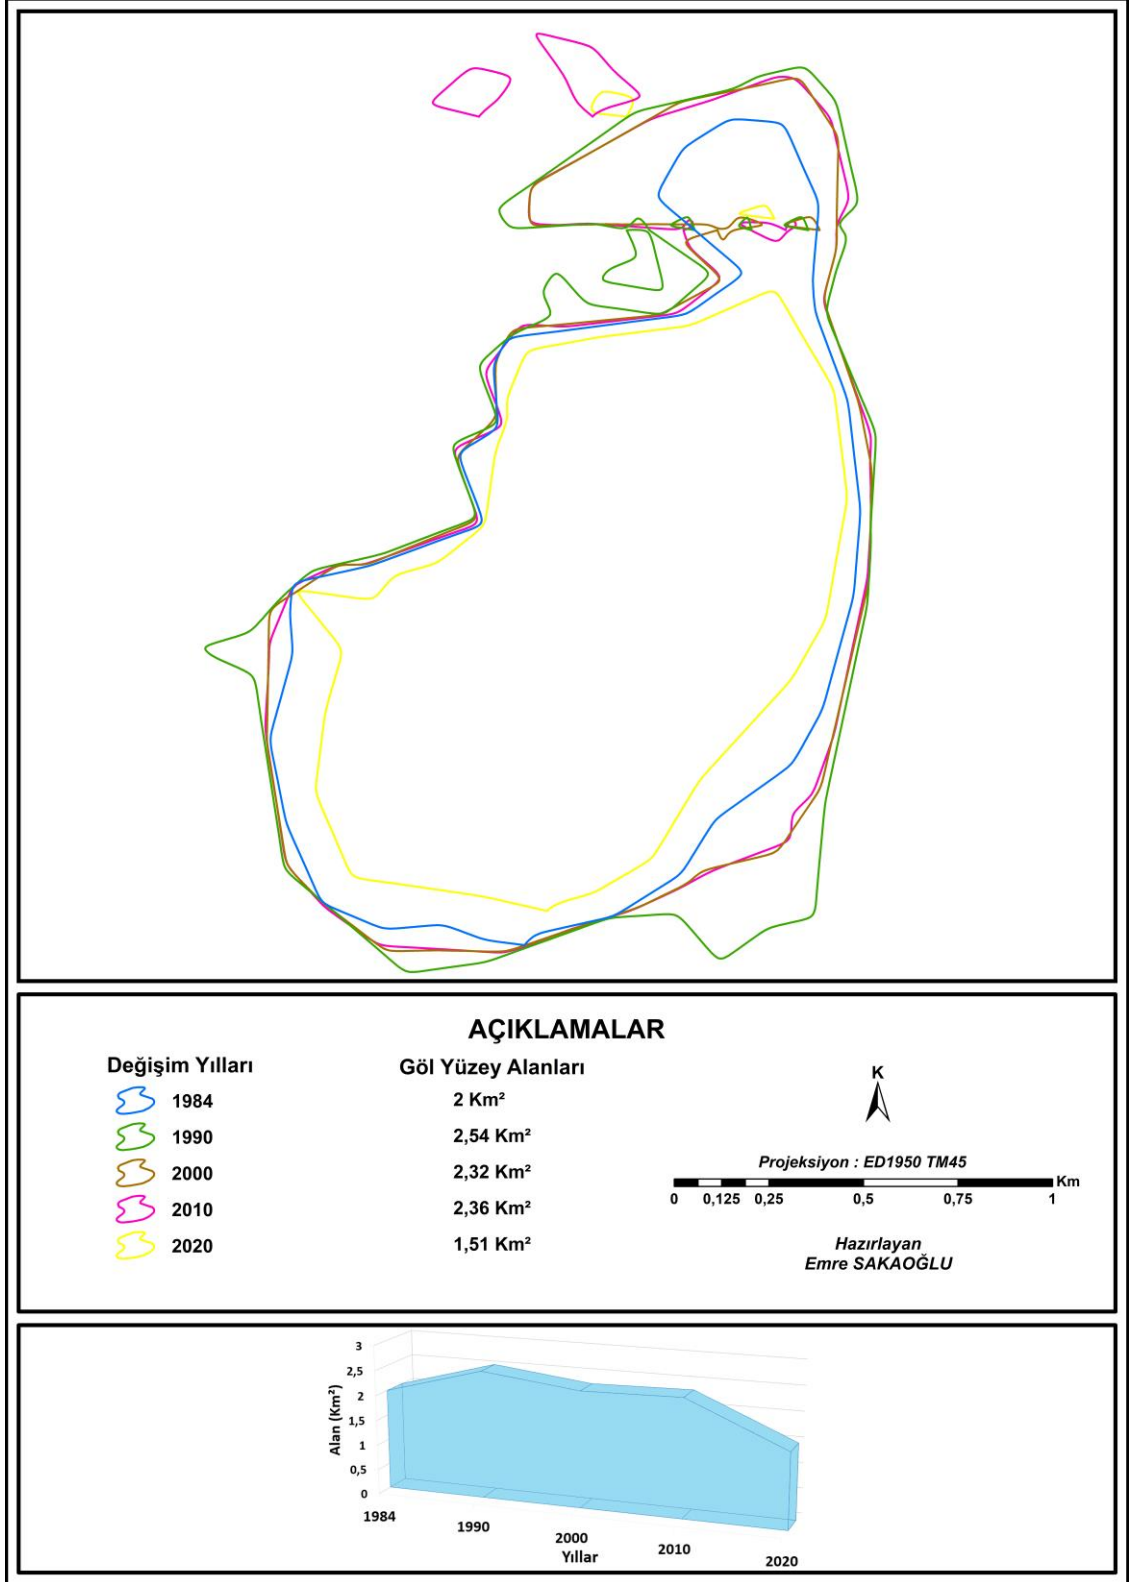 AÇIKLAMALAR
Değişim Yılları
Göl Yüzey Alanları
1984
2 Km²
1990
2,54 Km²
2000
2,32 Km²
2010
2,36 Km²
2020
1,51 Km²
K
Projeksiyon : ED1950 TM45
Km
0 0,125 0,25 0,5 0,75 1
Hazırlayan
Emre SAKAOĞLU
Alan (Km²)
3
2,5
2
1,5
1
0,5
0
1984
1990
2000
2010
2020
Yıllar